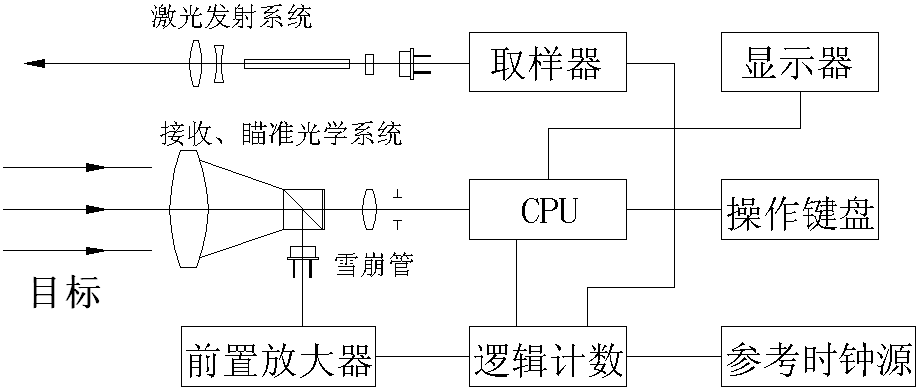 激光发射系统
取样器
显示器
接收、瞄准光学系统
CPU
操作键盘
雪崩管
目标
前置放大器
逻辑计数
参考时钟源